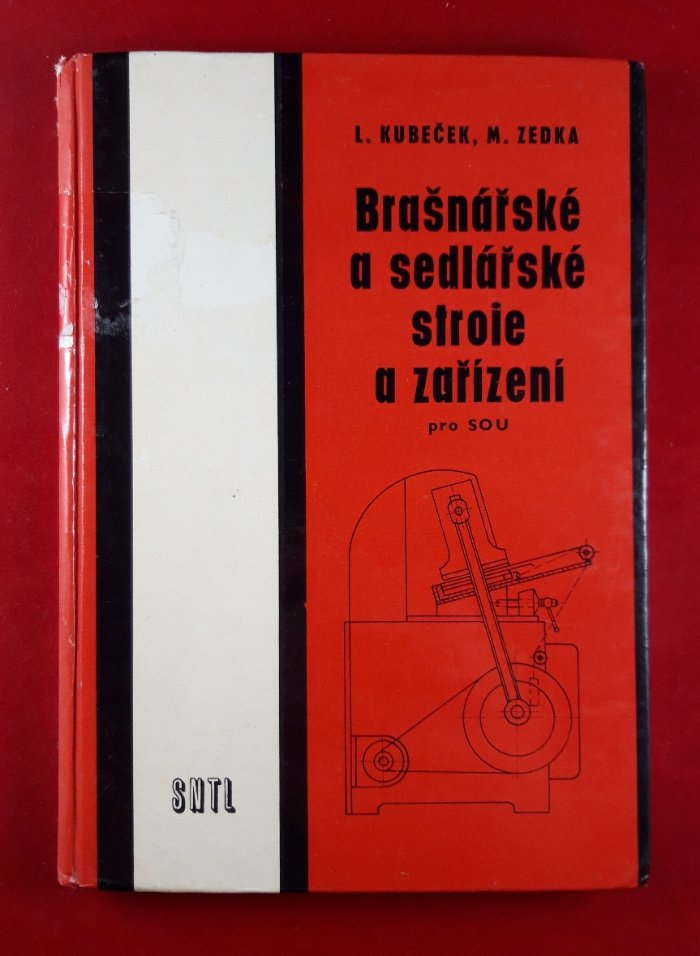 L. KUBEČEK, M. ZEDKA
Brašnářské
a sedlářské
stroje
a zařízení
pro SOU
SNTL